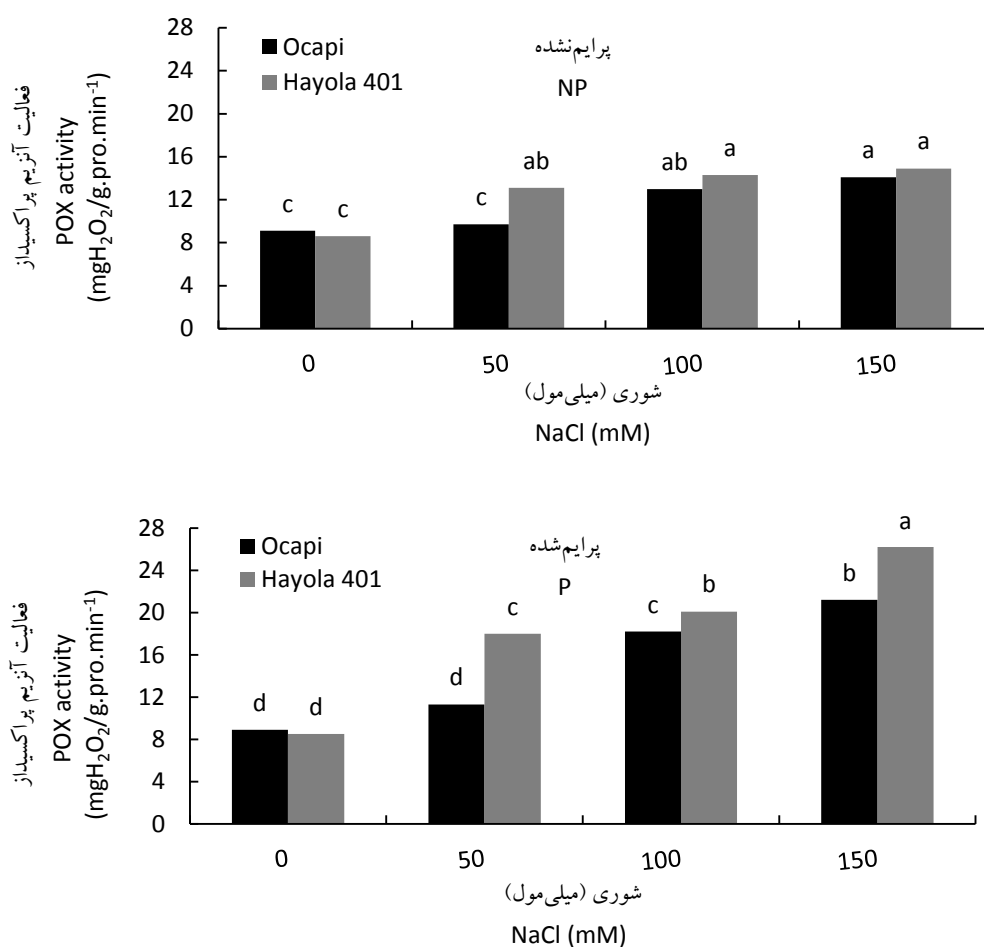 فعالیت آنزیم پراکسیداز
POX activity
(mgH₂O₂/g.pro.min⁻¹)
28
24
20
16
12
8
4
0
Ocapi
Hayola 401
پرایم‌نشده
NP
c c c ab ab a a a
0 50 100 150
شوری (میلی‌مول)
NaCl (mM)
فعالیت آنزیم پراکسیداز
POX activity
(mgH₂O₂/g.pro.min⁻¹)
28
24
20
16
12
8
4
0
Ocapi
Hayola 401
پرایم‌شده
P
d d d c c b b a
0 50 100 150
شوری (میلی‌مول)
NaCl (mM)